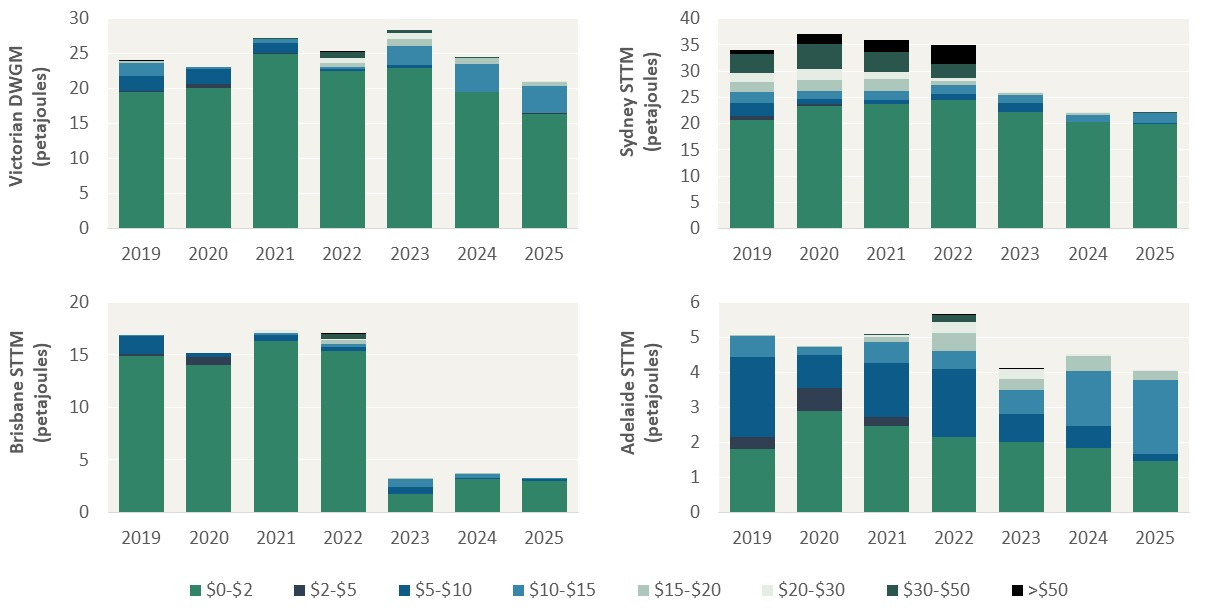 Victorian DWGM
(petajoules)
30
25
20
15
10
5
0
2019 2020 2021 2022 2023 2024 2025
Sydney STTM
(petajoules)
40
35
30
25
20
15
10
5
0
2019 2020 2021 2022 2023 2024 2025
Brisbane STTM
(petajoules)
20
15
10
5
0
2019 2020 2021 2022 2023 2024 2025
Adelaide STTM
(petajoules)
6
5
4
3
2
1
0
2019 2020 2021 2022 2023 2024 2025
$0-$2 $2-$5 $5-$10 $10-$15 $15-$20 $20-$30 $30-$50 >$50